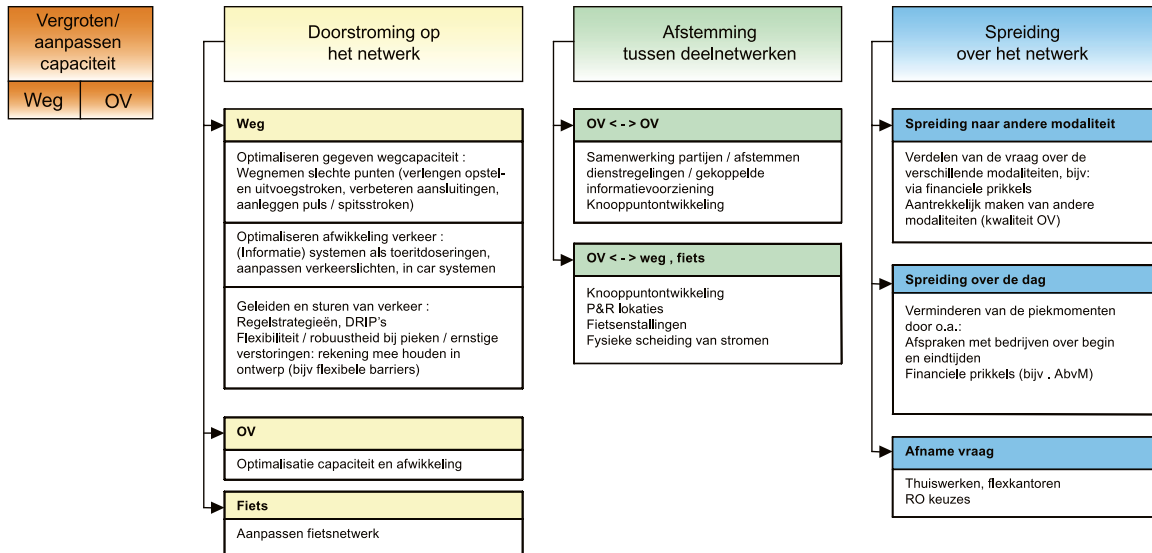 Vergroten/
aanpassen
capaciteit
Weg
OV
Doorstroming op
het netwerk
Weg
Optimaliseren gegeven wegcapaciteit :
Wegnemen slechte punten (verlengen opstel-
en uitvoegstroken, verbeteren aansluitingen,
aanleggen puls / spitsstroken)
Optimaliseren afwikkeling verkeer :
(Informatie) systemen als toeritdoseringen,
aanpassen verkeerslichten, in car systemen
Geleiden en sturen van verkeer :
Regelstrategieën, DRIP's
Flexibiliteit / robuustheid bij pieken / ernstige
verstoringen: rekening mee houden in
ontwerp (bijv flexibele barriers)
OV
Optimalisatie capaciteit en afwikkeling
Fiets
Aanpassen fietsnetwerk
Afstemming
tussen deelnetwerken
OV < - > OV
Samenwerking partijen / afstemmen
dienstregelingen / gekoppelde
informatievoorziening
Knooppuntontwikkeling
OV < - > weg , fiets
Knooppuntontwikkeling
P&R lokaties
Fietsenstallingen
Fysieke scheiding van stromen
Spreiding
over het netwerk
Spreiding naar andere modaliteit
Verdelen van de vraag over de
verschillende modaliteiten, bijv:
via financiele prikkels
Aantrekkelijk maken van andere
modaliteiten (kwaliteit OV)
Spreiding over de dag
Verminderen van de piekmomenten
door o.a.:
Afspraken met bedrijven over begin
en eindtijden
Financiele prikkels (bijv . AbvM)
Afname vraag
Thuiswerken, flexkantoren
RO keuzes